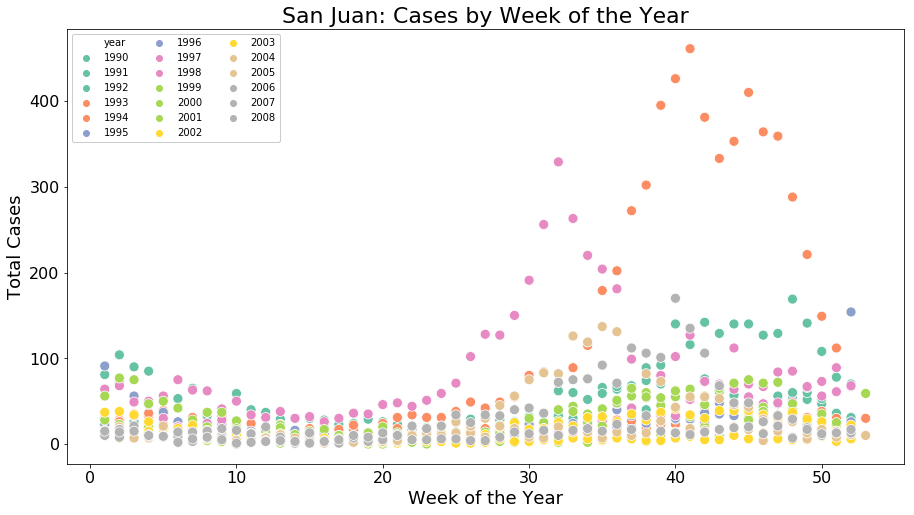 San Juan: Cases by Week of the Year
year 1996 2003
1990 1997 2004
1991 1998 2005
1992 1999 2006
1993 2000 2007
1994 2001 2008
1995 2002
Total Cases
400
300
200
100
0
0 10 20 30 40 50
Week of the Year